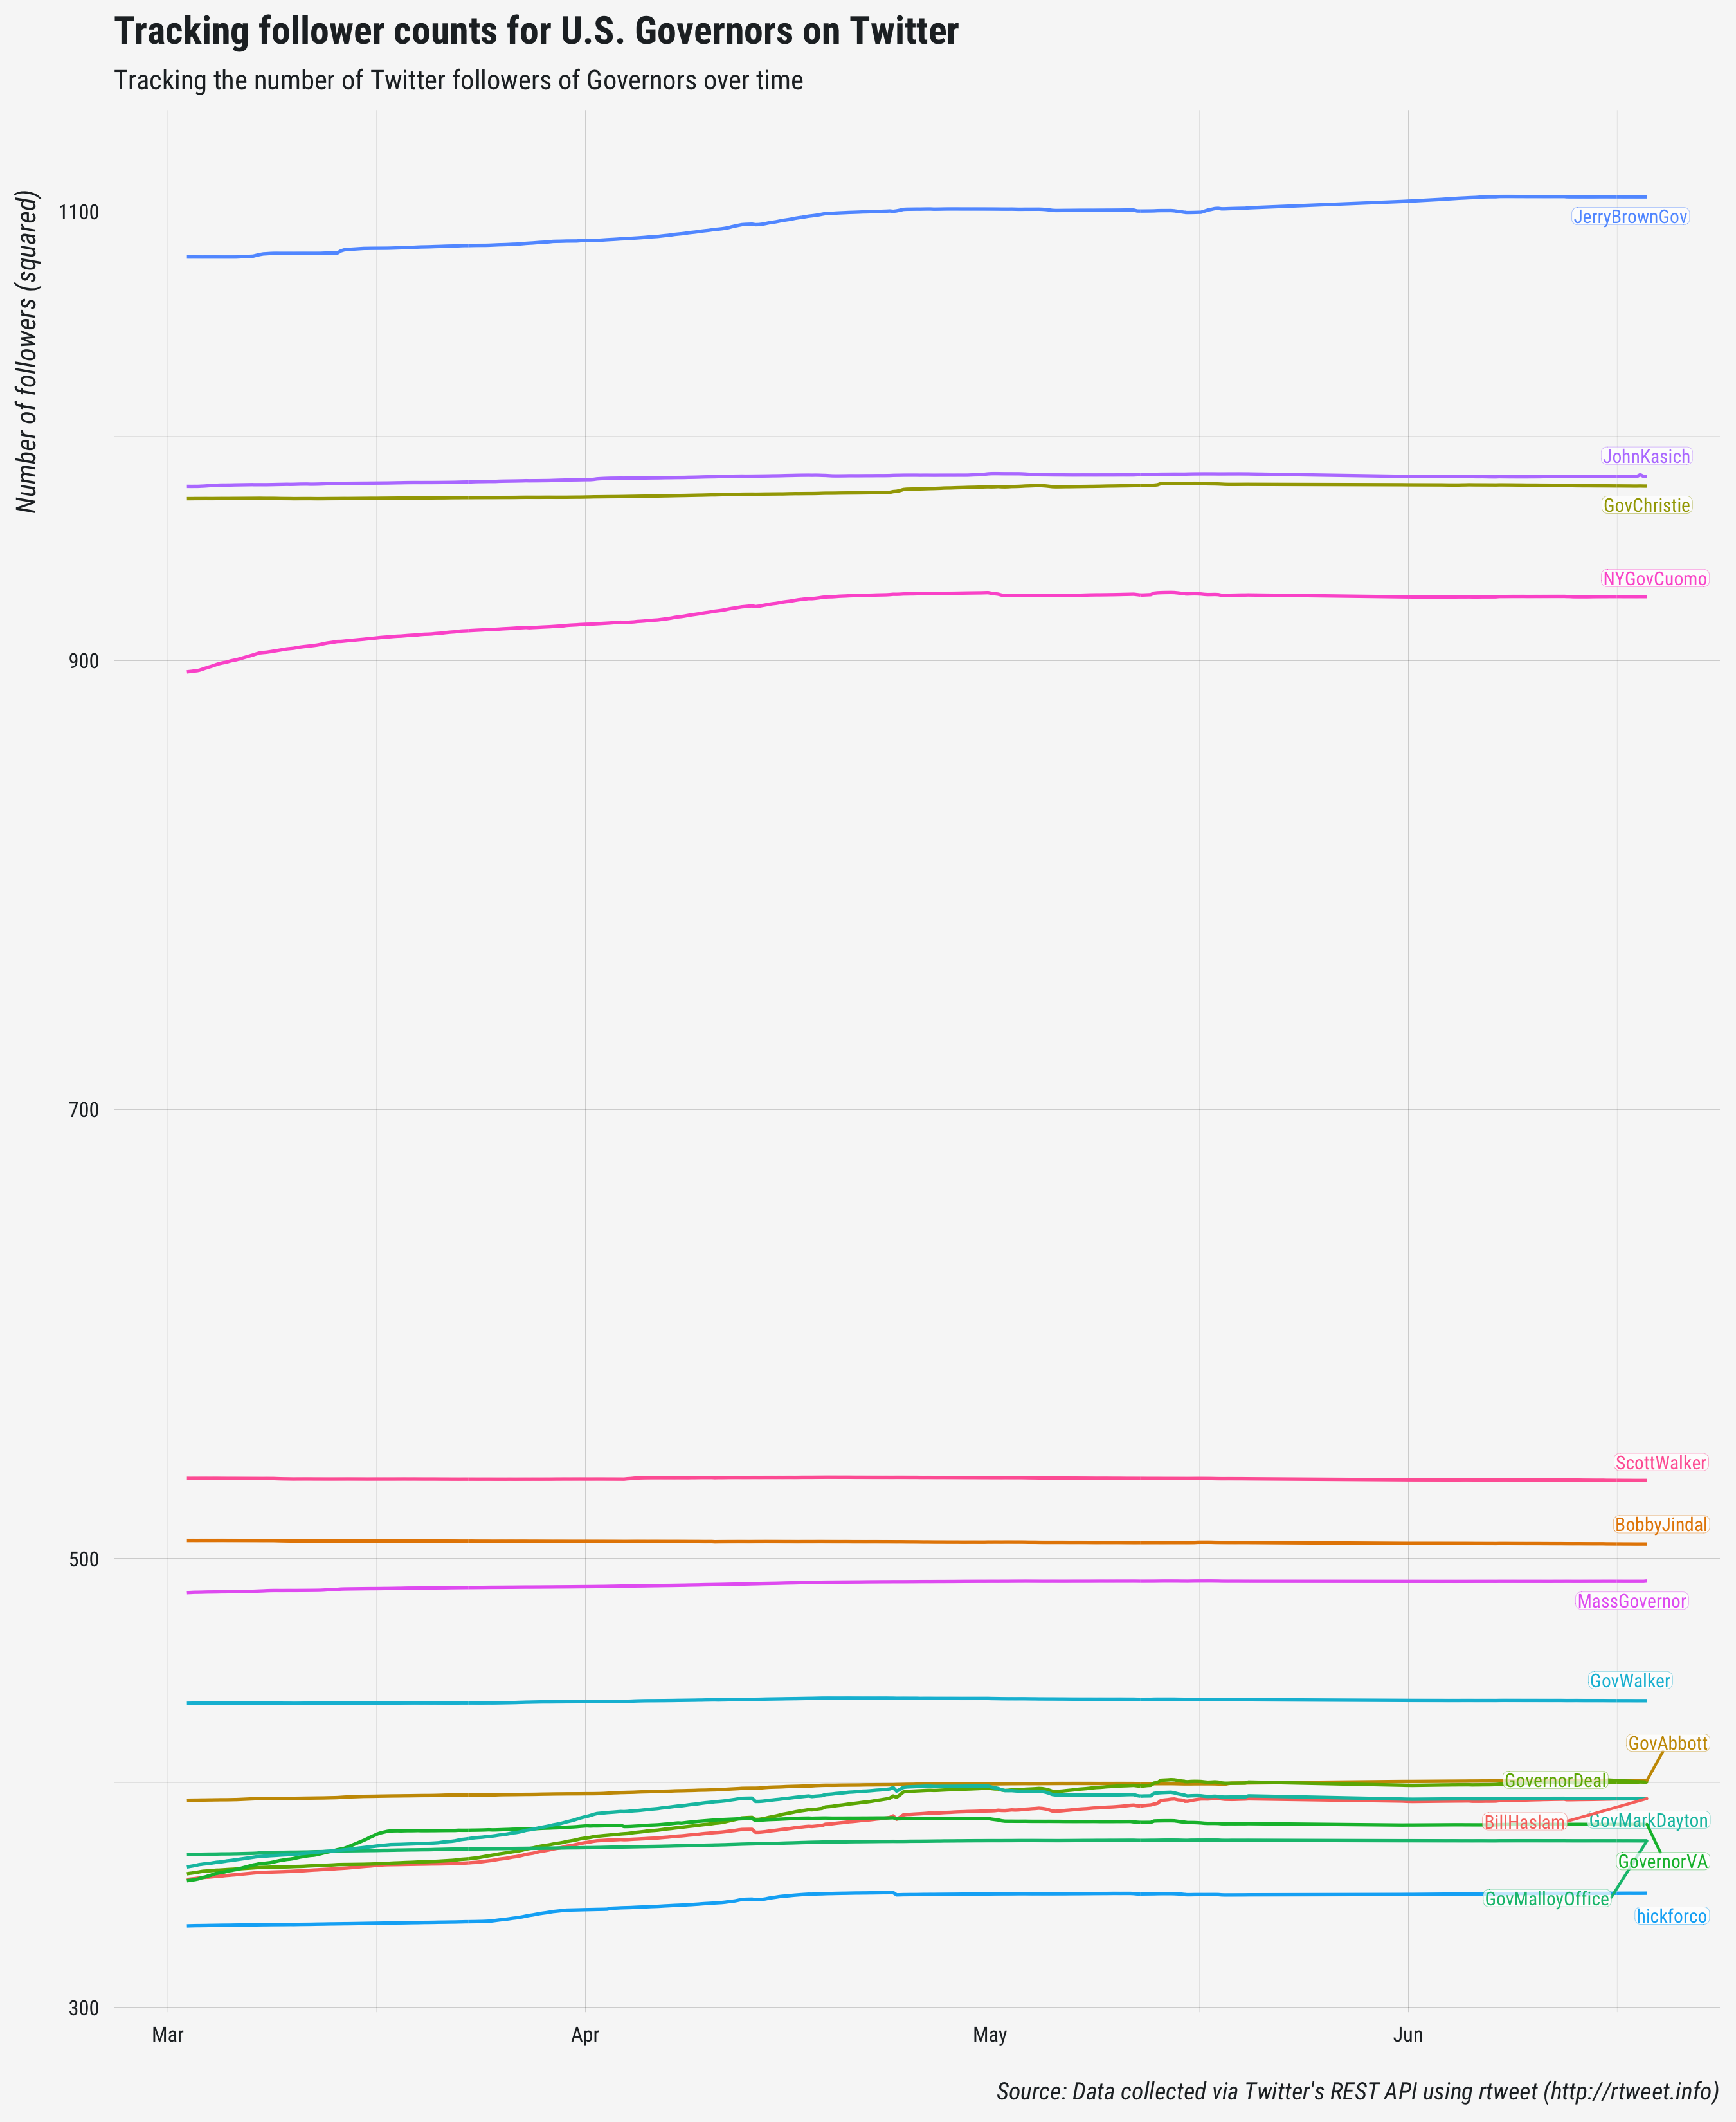 Tracking follower counts for U.S. Governors on Twitter
Tracking the number of Twitter followers of Governors over time
Number of followers (squared)
1100
900
700
500
300
JerryBrownGov
JohnKasich
GovChristie
NYGovCuomo
ScottWalker
BobbyJindal
MassGovernor
GovWalker
GovAbbott
GovernorDeal
BillHaslam
GovMarkDayton
GovernorVA
GovMalloyOffice
hickforco
Mar
Apr
May
Jun
Source: Data collected via Twitter's REST API using rtweet (http://rtweet.info)